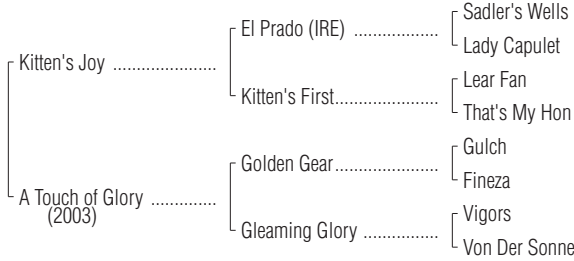 Sadler's Wells
El Prado (IRE) ...................
Lady Capulet
Kitten's Joy .......................
Lear Fan
Kitten's First.......................
That's My Hon
Gulch
Golden Gear.......................
Fineza
A Touch of Glory ..............
(2003)
Vigors
Gleaming Glory .................
Von Der Sonne